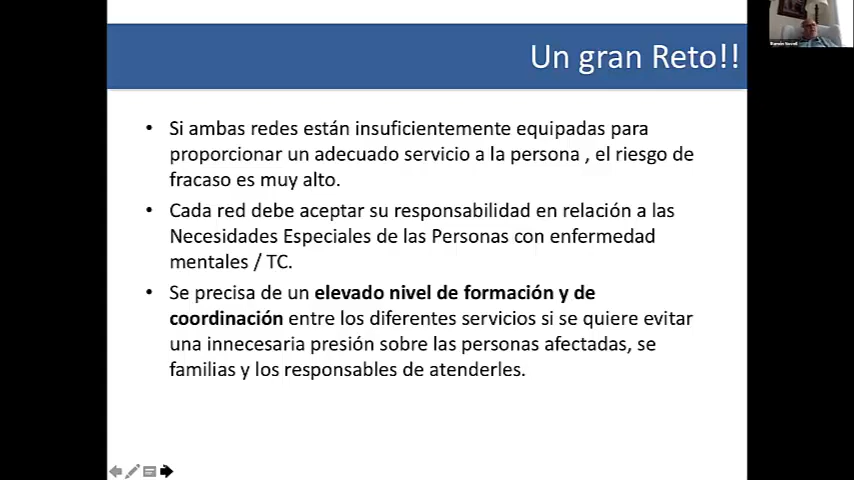 Un gran Reto!!
• Si ambas redes están insuficientemente equipadas para
proporcionar un adecuado servicio a la persona , el riesgo de
fracaso es muy alto.
• Cada red debe aceptar su responsabilidad en relación a las
Necesidades Especiales de las Personas con enfermedad
mentales / TC.
• Se precisa de un elevado nivel de formación y de
coordinación entre los diferentes servicios si se quiere evitar
una innecesaria presión sobre las personas afectadas, se
familias y los responsables de atenderles.